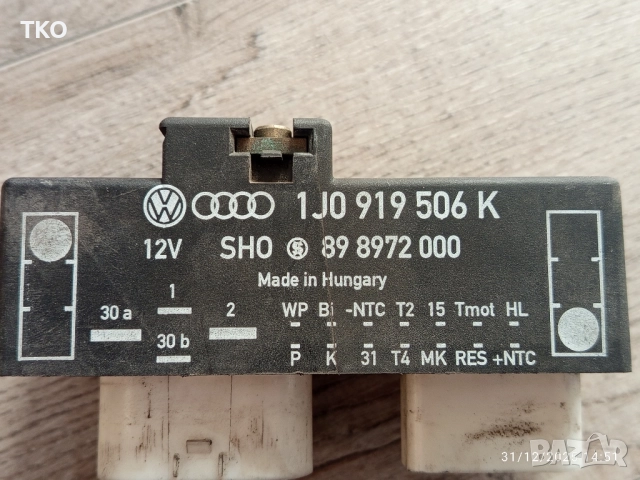 TKO
1J0 919 506 K
12V SHO 89 8972 000
Made in Hungary
1
30 a 2
30 b
WP Bi -NTC T2 15 Tmot HL
P K 31 T4 MK RES +NTC
BAZAR